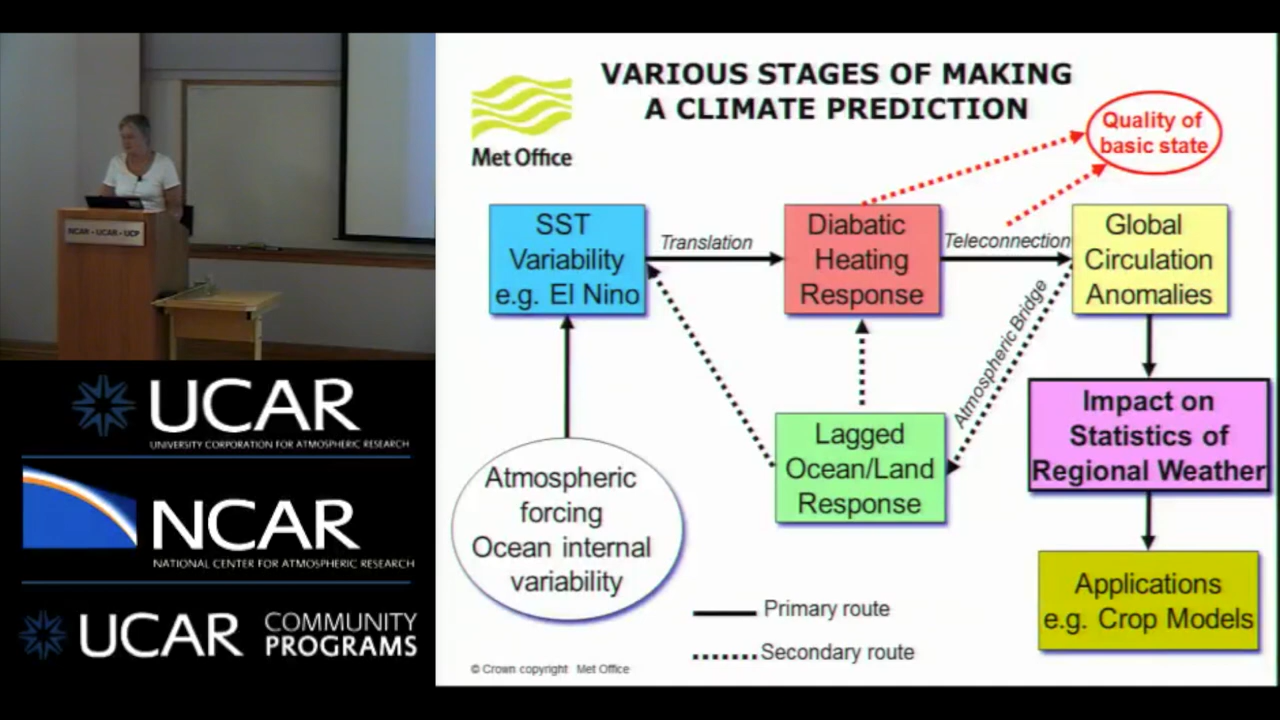 VARIOUS STAGES OF MAKING
A CLIMATE PREDICTION
Met Office
Quality of
basic state
SST
Variability
e.g. El Nino
Translation
Diabatic
Heating
Response
Teleconnection
Global
Circulation
Anomalies
Atmospheric Bridge
Impact on
Statistics of
Regional Weather
Lagged
Ocean/Land
Response
Atmospheric
forcing
Ocean internal
variability
Applications
e.g. Crop Models
Primary route
Secondary route
© Crown copyright Met Office
NCAR • UCAR • UCP
UCAR
UNIVERSITY CORPORATION FOR ATMOSPHERIC RESEARCH
NCAR
NATIONAL CENTER FOR ATMOSPHERIC RESEARCH
UCAR
COMMUNITY
PROGRAMS